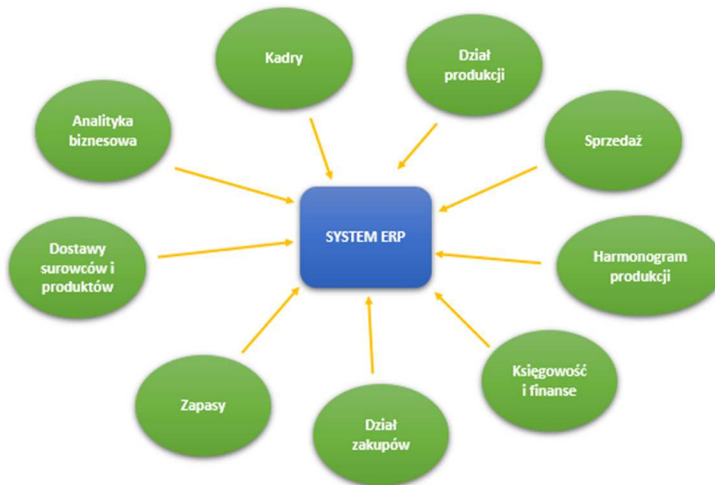 Kadry
Dział
produkcji
Analityka
biznesowa
Sprzedaż
SYSTEM ERP
Dostawy
surowców i
produktów
Harmonogram
produkcji
Księgowość
i finanse
Zapasy
Dział
zakupów